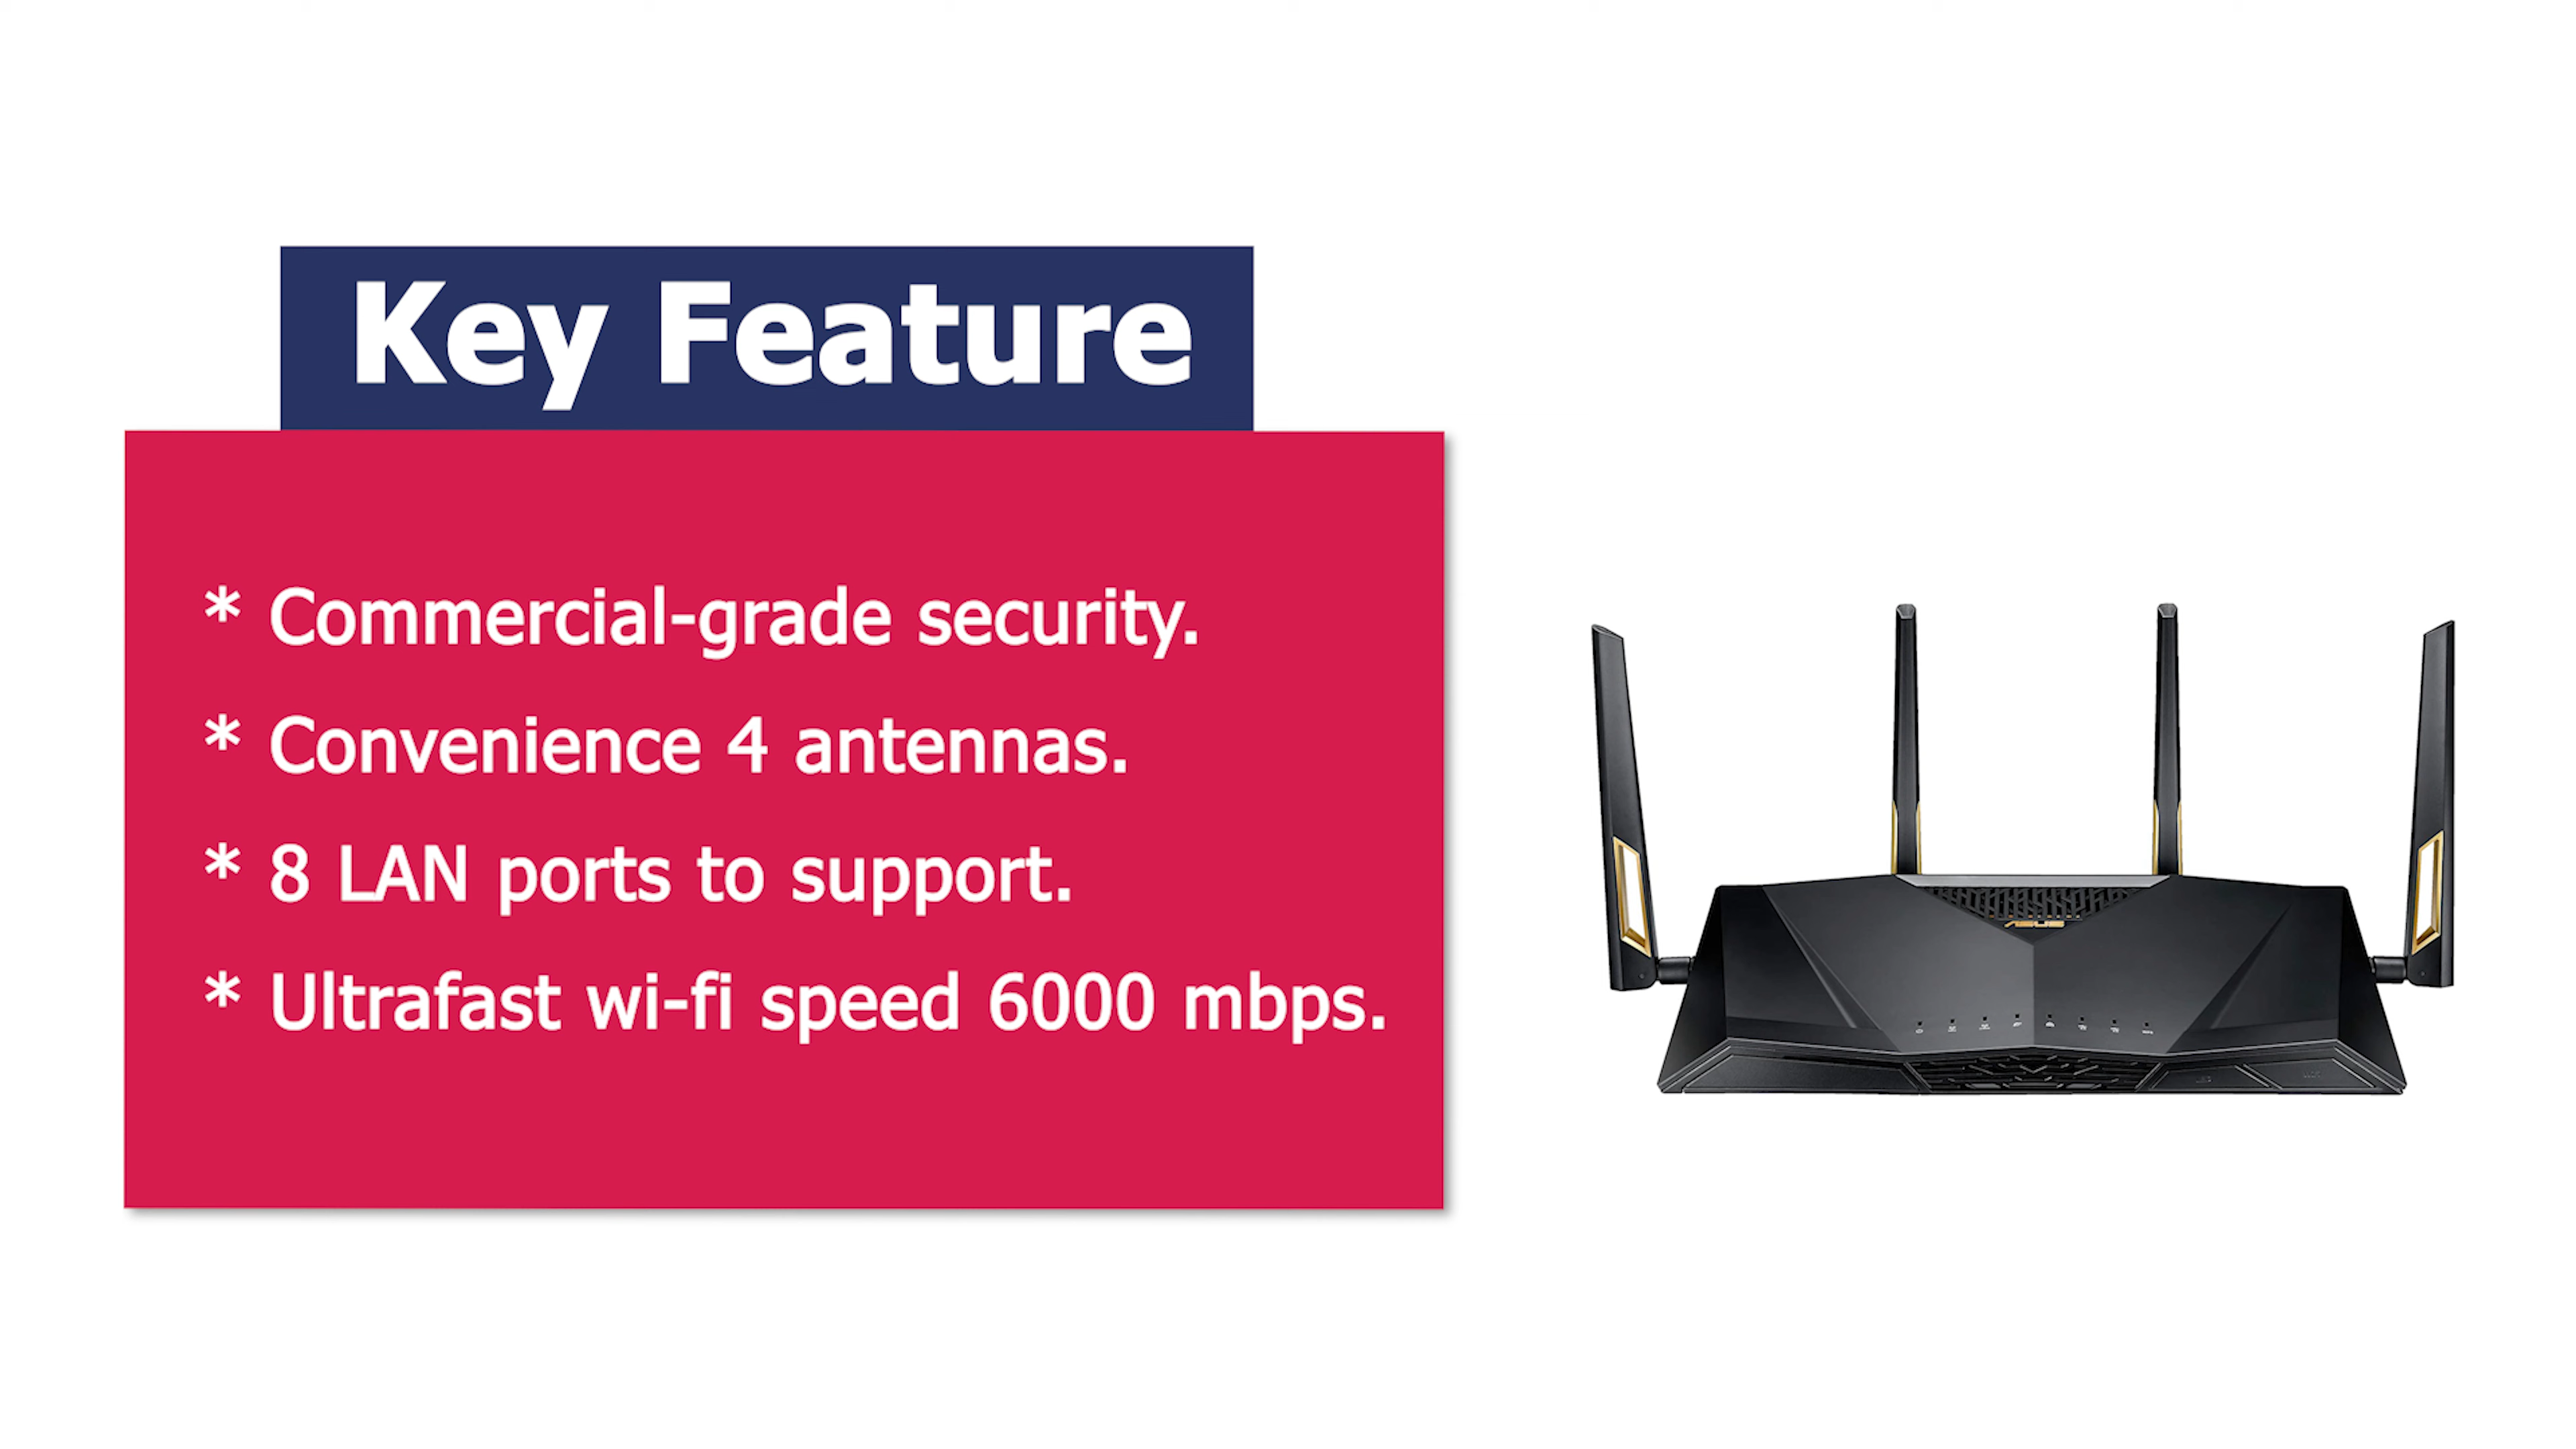 Key Feature
* Commercial-grade security.
* Convenience 4 antennas.
* 8 LAN ports to support.
* Ultrafast wi-fi speed 6000 mbps.
ASUS